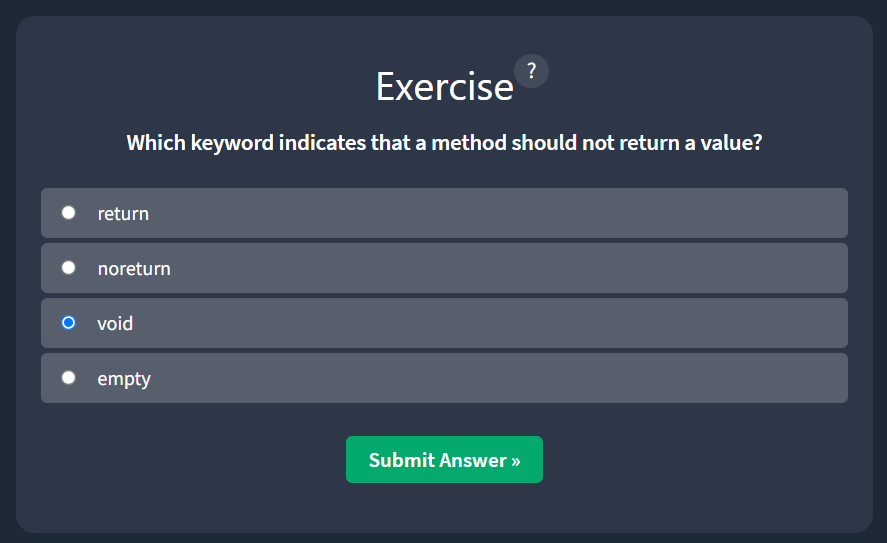 Exercise ?
Which keyword indicates that a method should not return a value?
return
noreturn
void
empty
Submit Answer »